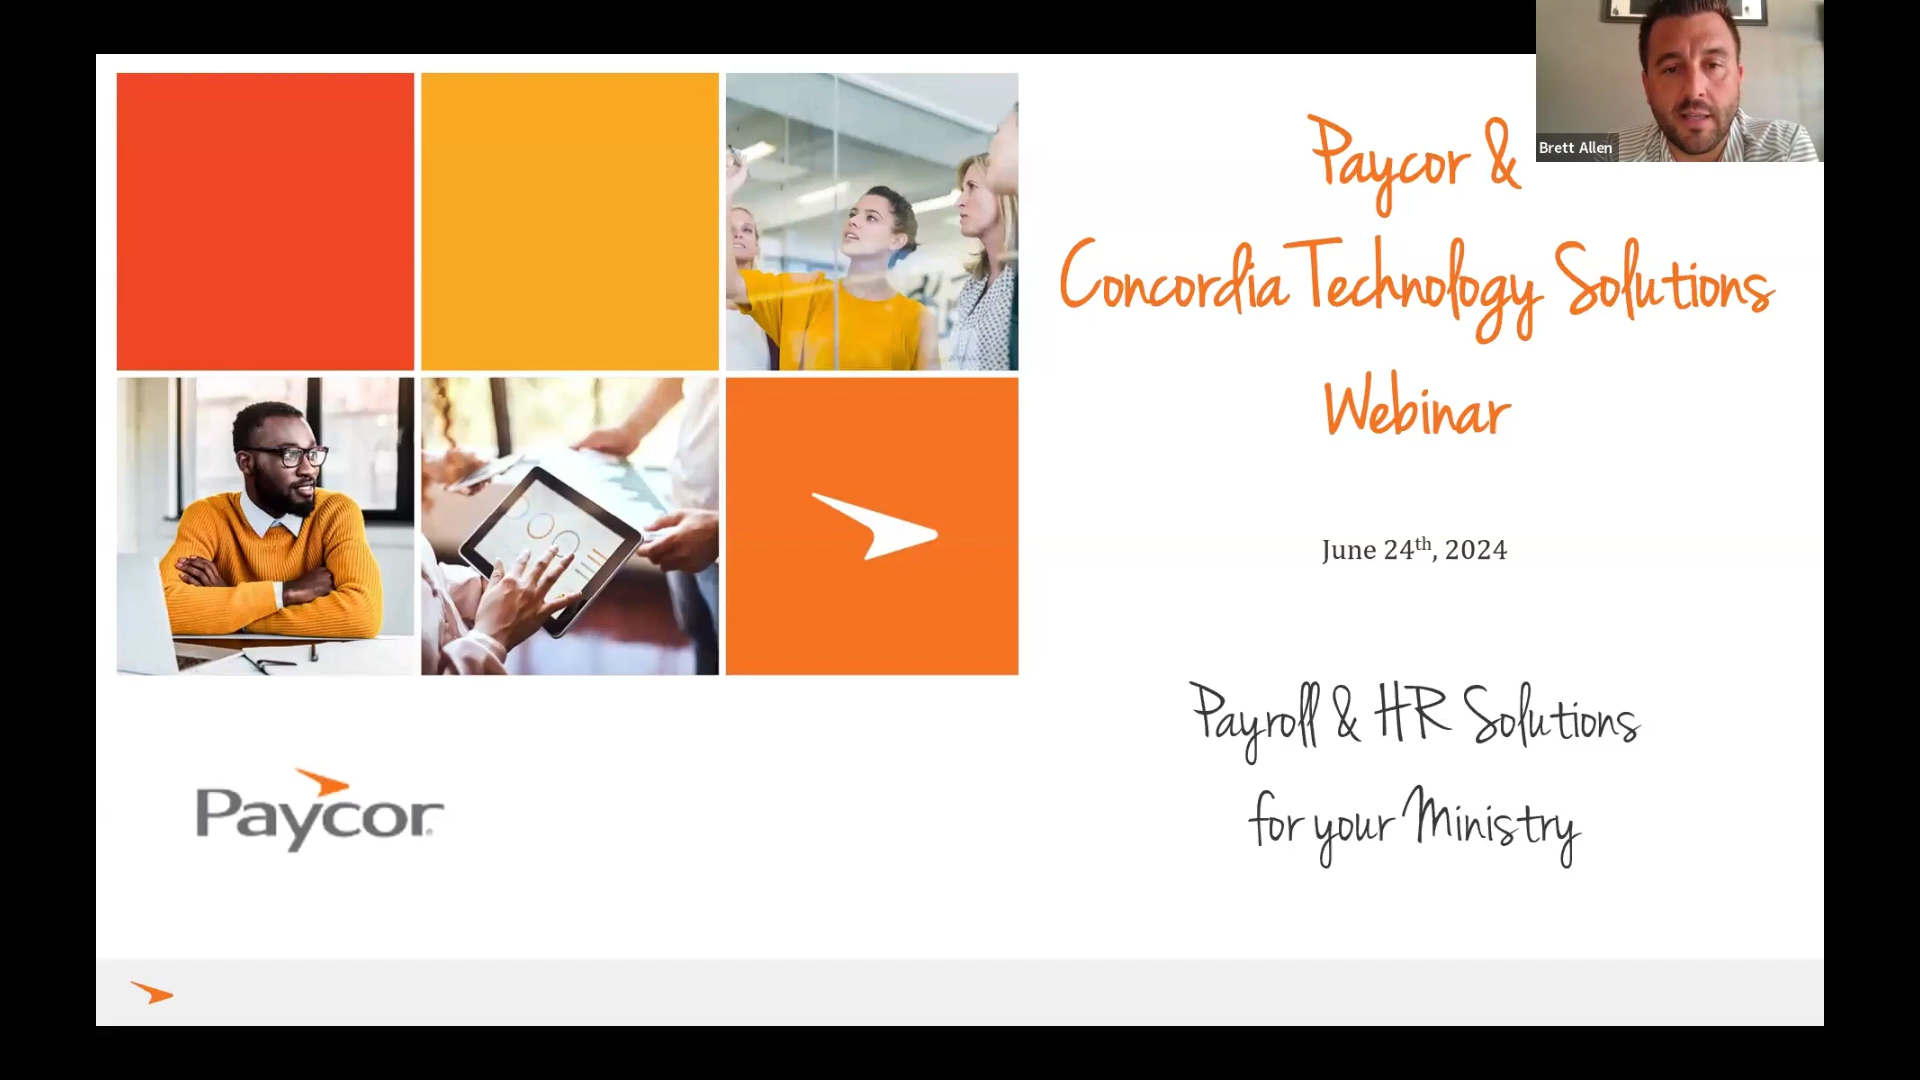 Paycor &
Concordia Technology Solutions
Webinar
Brett Allen
June 24th, 2024
Payroll & HR Solutions
for your Ministry
Paycor